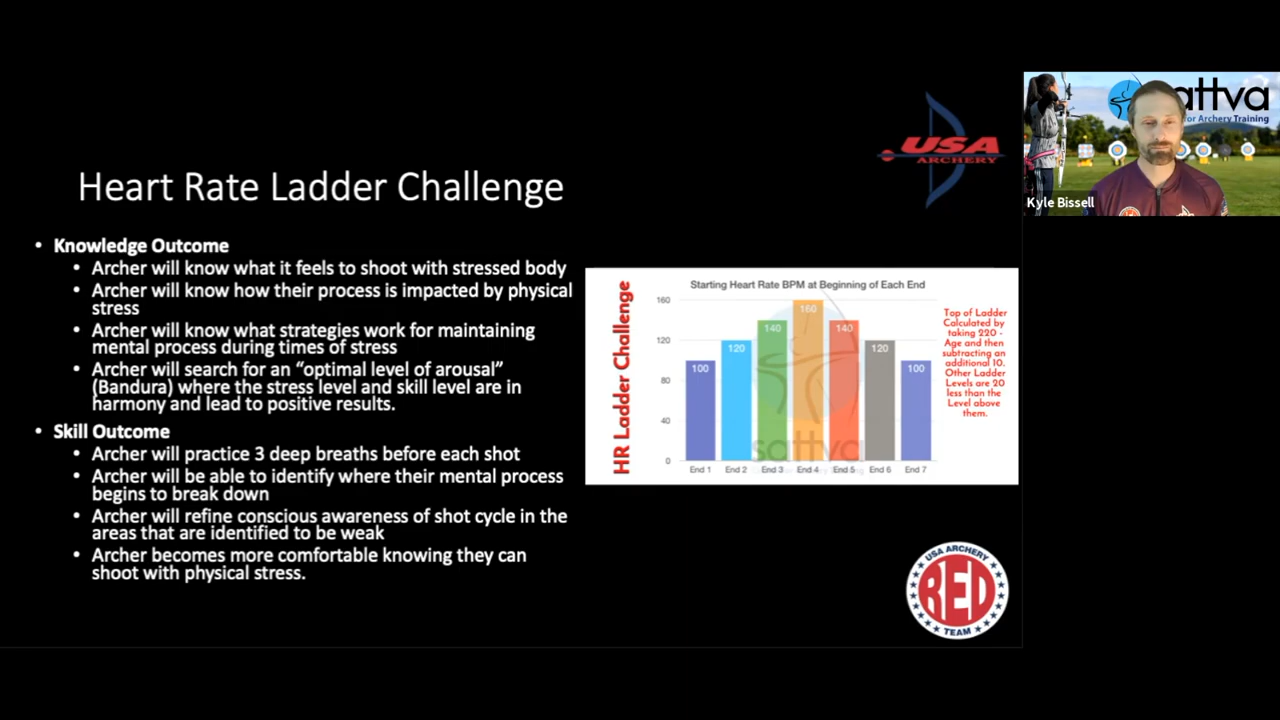 USA
ARCHERY
sattva
for Archery Training
Kyle Bissell
Heart Rate Ladder Challenge
• Knowledge Outcome
• Archer will know what it feels to shoot with stressed body
• Archer will know how their process is impacted by physical
stress
• Archer will know what strategies work for maintaining
mental process during times of stress
• Archer will search for an “optimal level of arousal”
(Bandura) where the stress level and skill level are in
harmony and lead to positive results.
• Skill Outcome
• Archer will practice 3 deep breaths before each shot
• Archer will be able to identify where their mental process
begins to break down
• Archer will refine conscious awareness of shot cycle in the
areas that are identified to be weak
• Archer becomes more comfortable knowing they can
shoot with physical stress.
HR Ladder Challenge
Starting Heart Rate BPM at Beginning of Each End
160
120
80
40
0
100
120
140
160
140
120
100
End 1
End 2
End 3
End 4
End 5
End 6
End 7
sattva
Top of Ladder
Calculated by
taking 220 -
Age and then
subtracting an
additional 10.
Other Ladder
Levels are 20
less than the
Level above
them.
USA ARCHERY
RED
TEAM